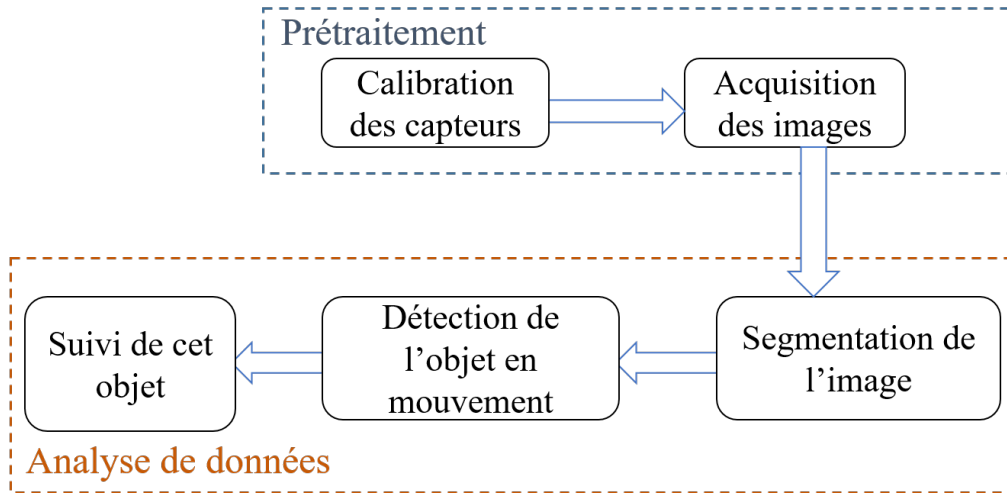 Prétraitement
Calibration
des capteurs
Acquisition
des images
Segmentation de
l’image
Détection de
l’objet en
mouvement
Suivi de cet
objet
Analyse de données